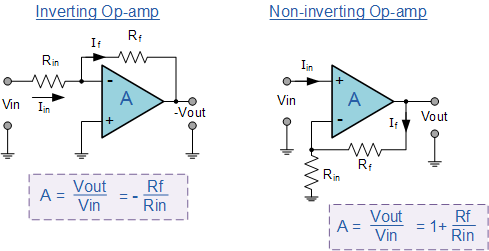 Inverting Op-amp
If
Rf
Rin
-
A
+
Vin
Iin
-Vout
A = Vout
Vin
= - Rf
Rin
Non-inverting Op-amp
Iin
+
A
-
Vin
If
Vout
Rf
Rin
A = Vout
Vin
= 1+ Rf
Rin